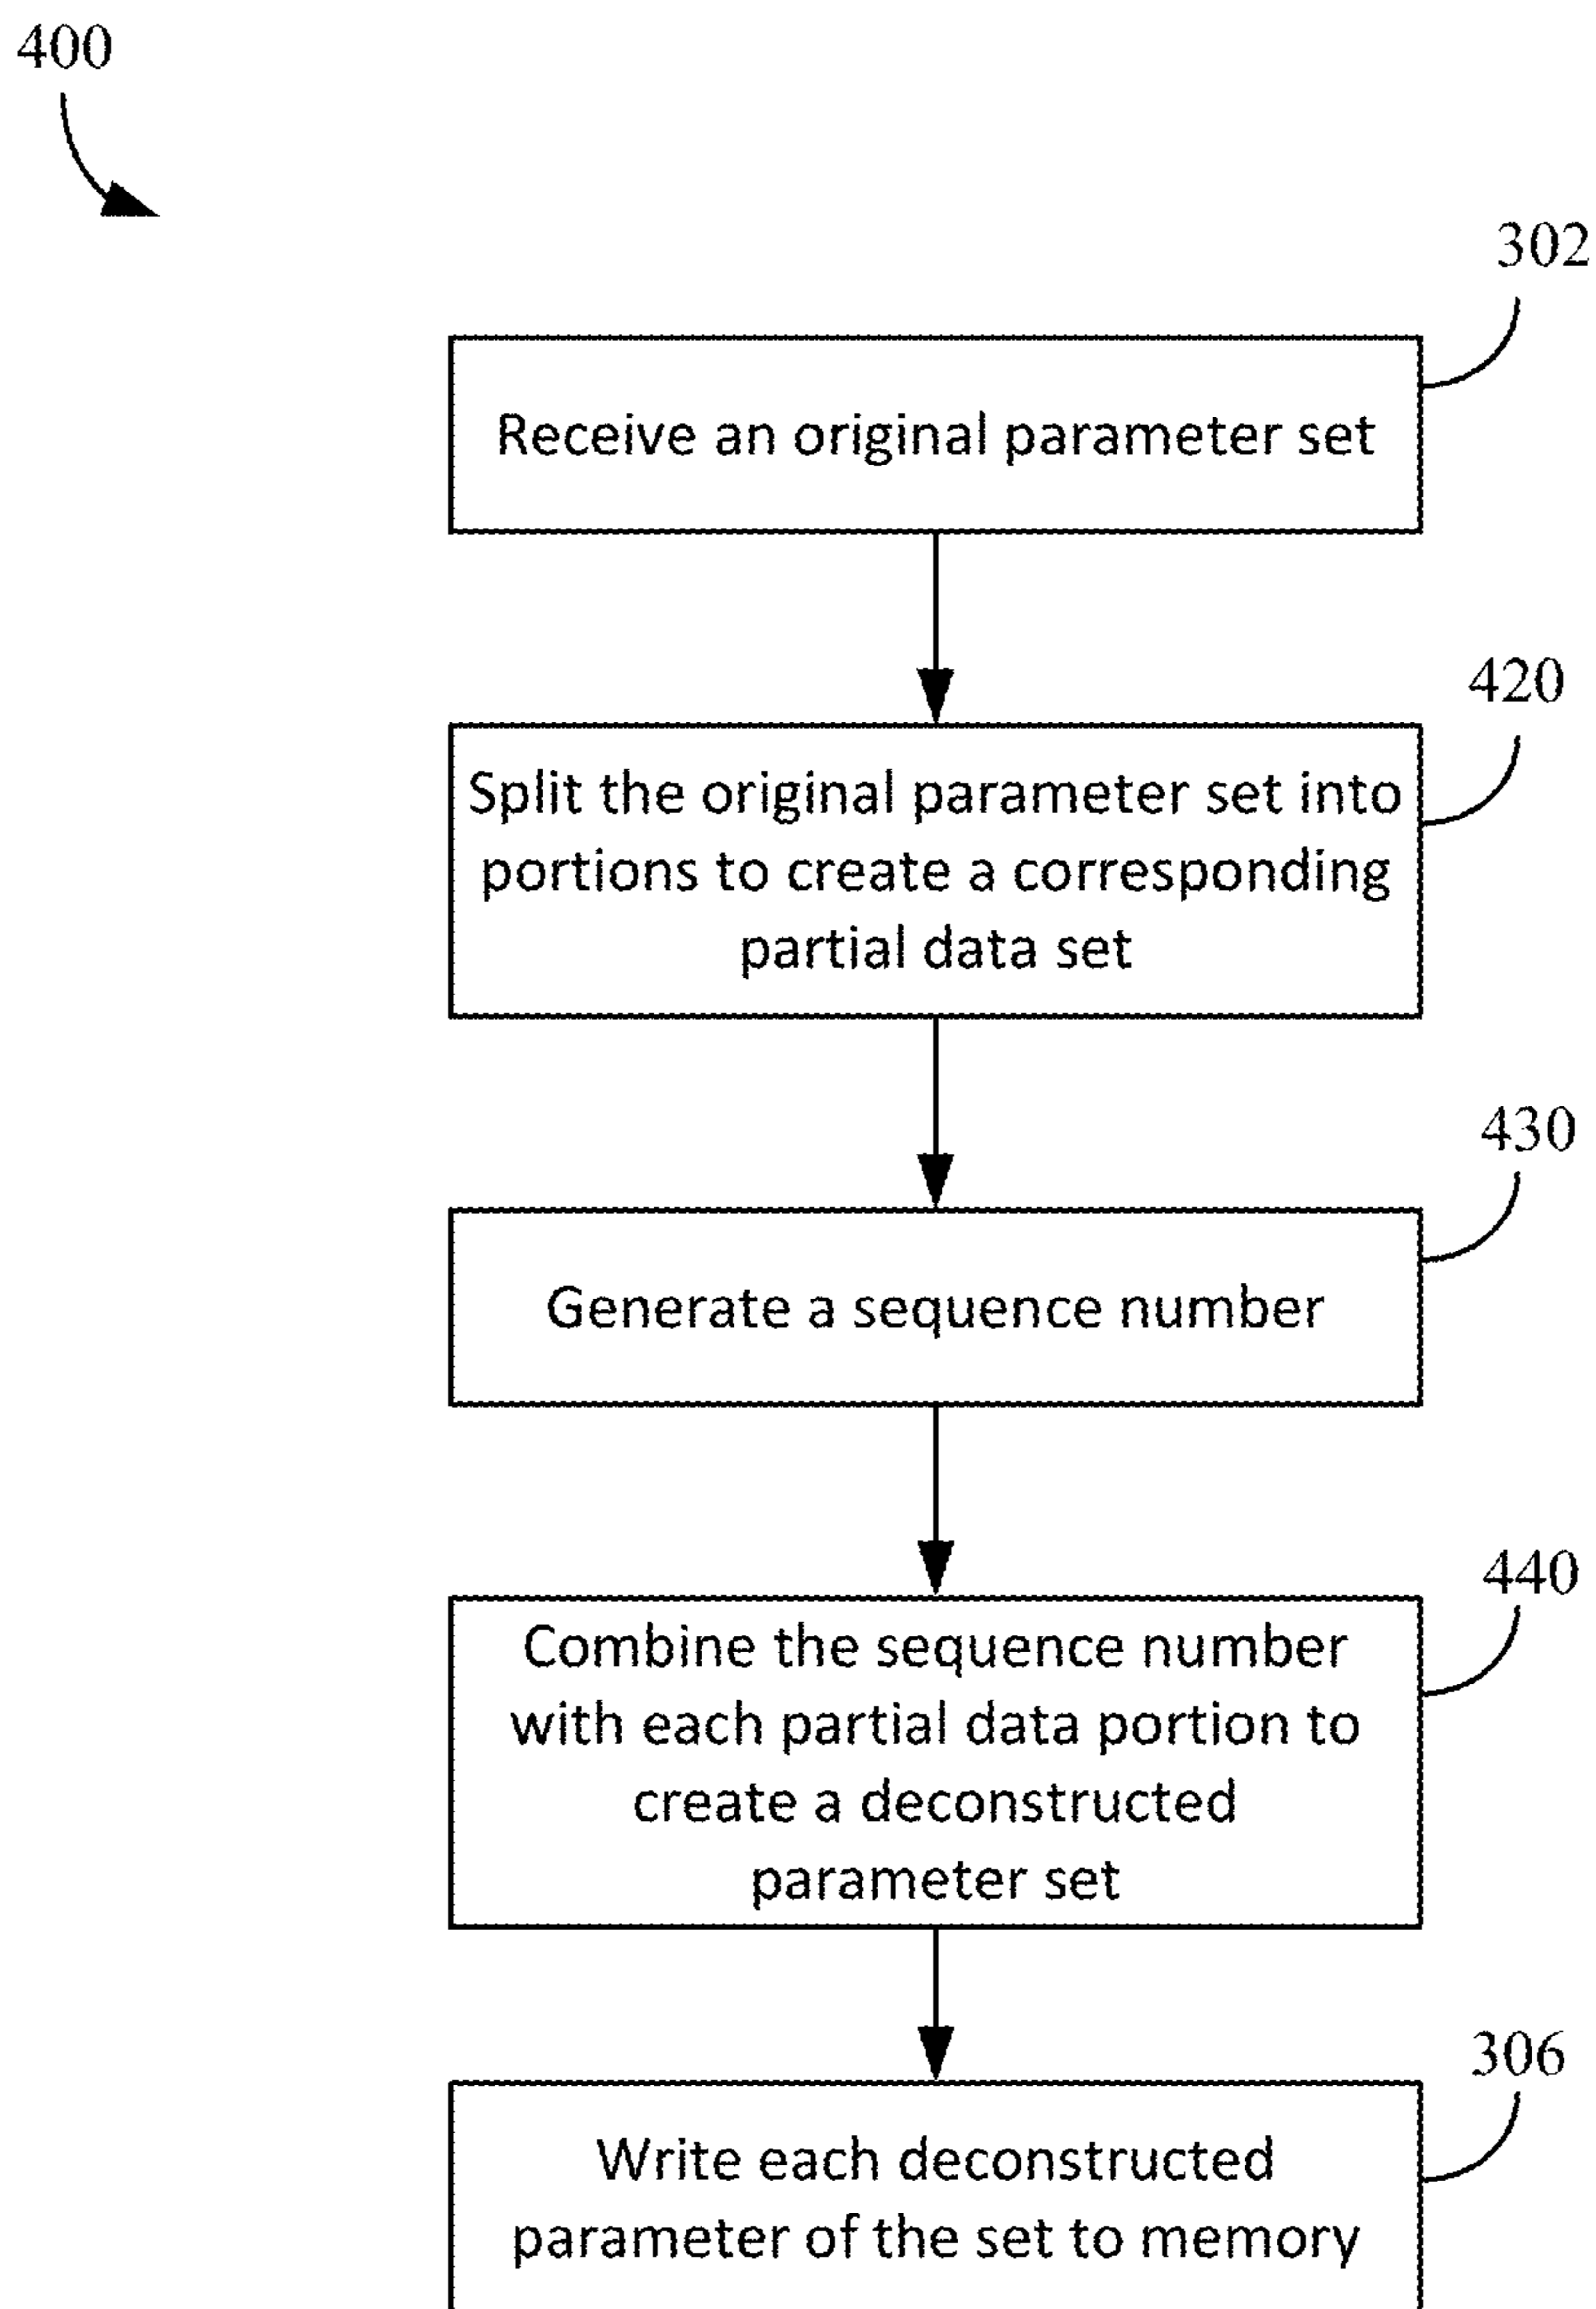 400
302
Receive an original parameter set
420
Split the original parameter set into
portions to create a corresponding
partial data set
430
Generate a sequence number
440
Combine the sequence number
with each partial data portion to
create a deconstructed
parameter set
306
Write each deconstructed
parameter of the set to memory